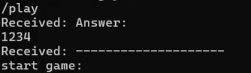 /play
Received: Answer:
1234
Received: --------------------
start game: